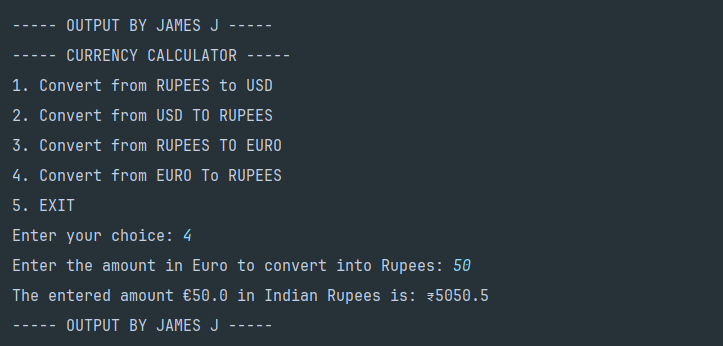 ----- OUTPUT BY JAMES J -----
----- CURRENCY CALCULATOR -----
1. Convert from RUPEES to USD
2. Convert from USD TO RUPEES
3. Convert from RUPEES TO EURO
4. Convert from EURO To RUPEES
5. EXIT
Enter your choice: 4
Enter the amount in Euro to convert into Rupees: 50
The entered amount €50.0 in Indian Rupees is: ₹5050.5
----- OUTPUT BY JAMES J -----